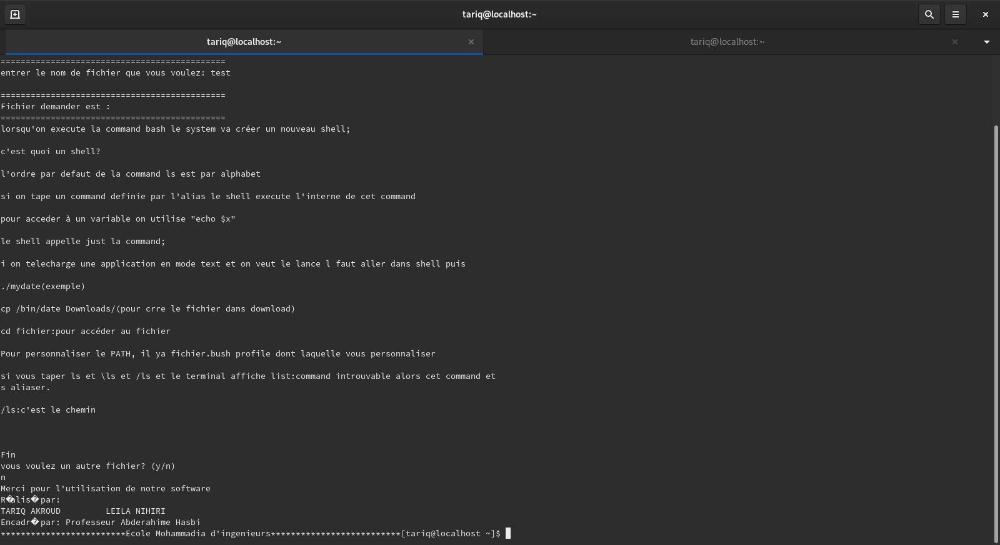 tariq@localhost:~
tariq@localhost:~
tariq@localhost:~
=============================================
entrer le nom de fichier que vous voulez: test
=============================================
Fichier demander est :
=============================================
lorsqu'on execute la command bash le system va créer un nouveau shell;
c'est quoi un shell?
l'ordre par defaut de la command ls est par alphabet
si on tape un command definie par l'alias le shell execute l'interne de cet command
pour acceder à un variable on utilise "echo $x"
le shell appelle just la command;
i on telecharge une application en mode text et on veut le lance l faut aller dans shell puis
./mydate(exemple)
cp /bin/date Downloads/(pour crre le fichier dans download)
cd fichier:pour accéder au fichier
Pour personnaliser le PATH, il ya fichier.bush profile dont laquelle vous personnaliser
si vous taper ls et \ls et /ls et le terminal affiche list:command introuvable alors cet command et
s aliaser.
/ls:c'est le chemin
Fin
vous voulez un autre fichier? (y/n)
n
Merci pour l'utilisation de notre software
R�alis�par:
TARIQ AKROUD         LEILA NIHIRI
Encadr�par: Professeur Abderahime Hasbi
*************************Ecole Mohammadia d'ingenieurs**************************[tariq@localhost ~]$